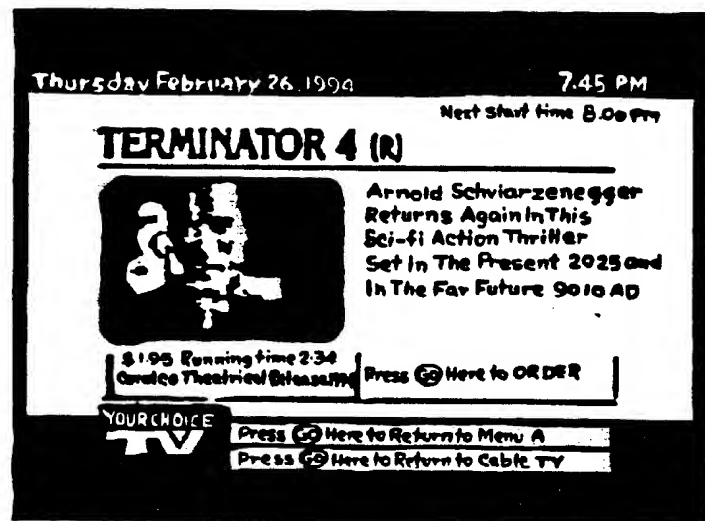 Thursday February 26, 1994
7.45 PM
Next start time 8.00 PM
TERMINATOR 4 (R)
Arnold Schviarzenegger
Returns Again In This
Sci-fi Action Thriller
Set In The Present 2025 and
In The Far Future 9010 AD
$1.95 Running time 2:34
Theatrical
Press GO Here to ORDER
YOUR CHOICE
TV
Press GO Here to Return to Menu A
Press GO Here to Return to Cable TV